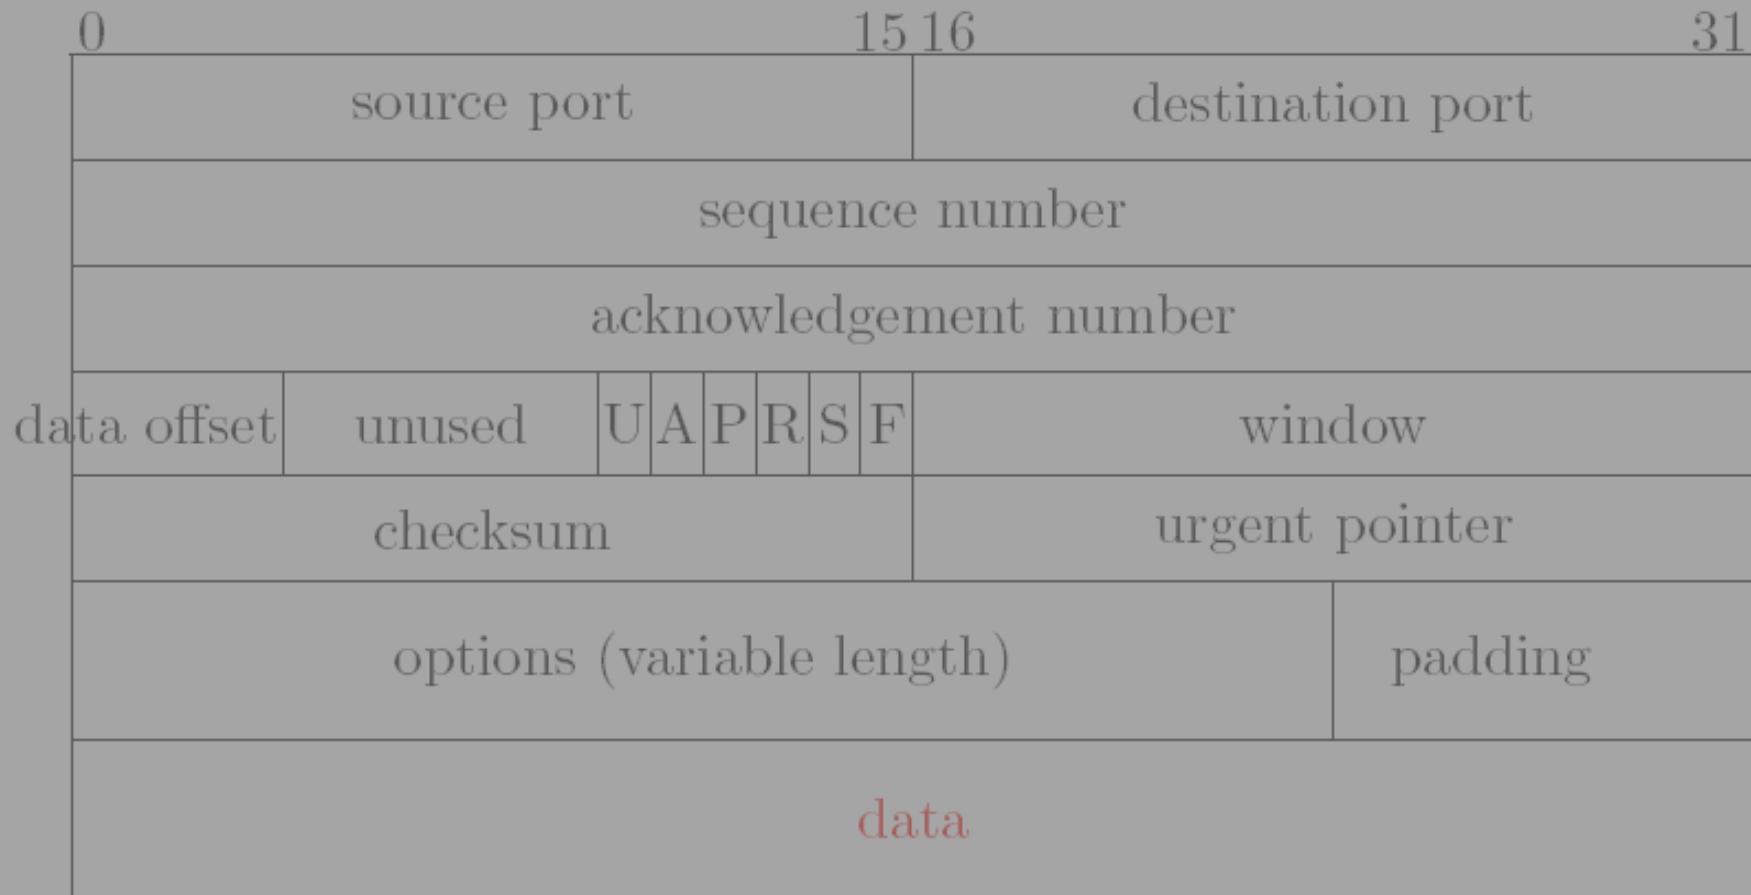 0 15 16 31
source port destination port
sequence number
acknowledgement number
data offset unused U A P R S F window
checksum urgent pointer
options (variable length) padding
data